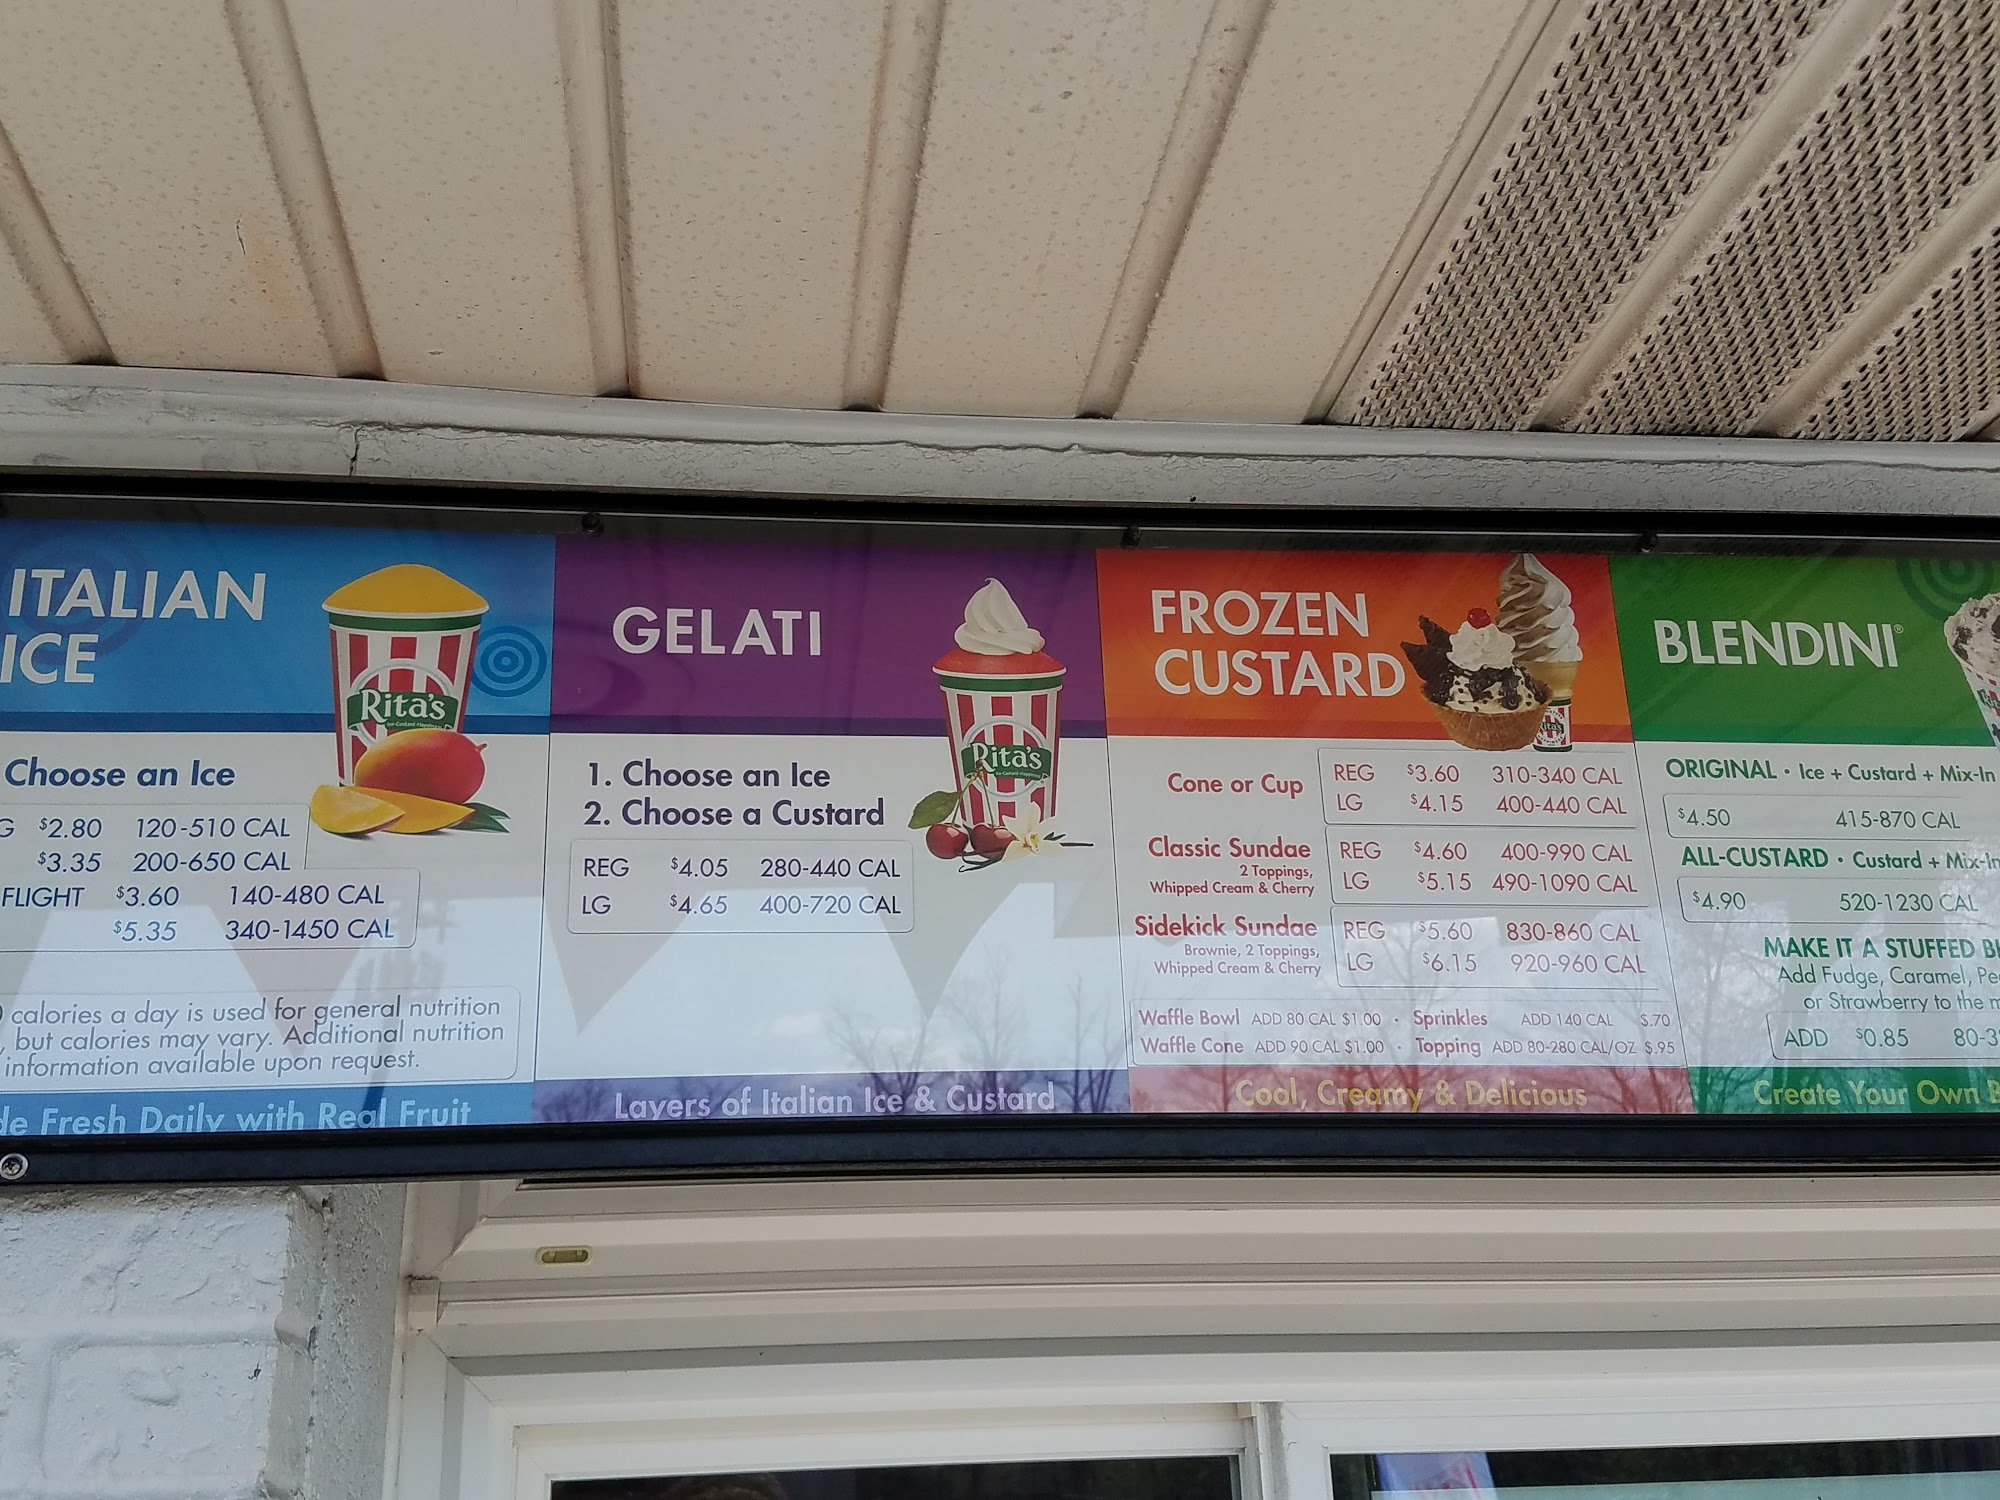 ITALIAN
ICE
Rita's
Choose an Ice
G $2.80 120-510 CAL
$3.35 200-650 CAL
FLIGHT $3.60 140-480 CAL
$5.35 340-1450 CAL
calories a day is used for general nutrition
, but calories may vary. Additional nutrition
information available upon request.
de Fresh Daily with Real Fruit
GELATI
Rita's
1. Choose an Ice
2. Choose a Custard
REG $4.05 280-440 CAL
LG $4.65 400-720 CAL
Layers of Italian Ice & Custard
FROZEN
CUSTARD
Rita's
Cone or Cup
REG $3.60 310-340 CAL
LG $4.15 400-440 CAL
Classic Sundae
2 Toppings,
Whipped Cream & Cherry
REG $4.60 400-990 CAL
LG $5.15 490-1090 CAL
Sidekick Sundae
Brownie, 2 Toppings,
Whipped Cream & Cherry
REG $5.60 830-860 CAL
LG $6.15 920-960 CAL
Waffle Bowl ADD 80 CAL $1.00 · Sprinkles ADD 140 CAL $.70
Waffle Cone ADD 90 CAL $1.00 · Topping ADD 80-280 CAL/OZ $.95
Cool, Creamy & Delicious
BLENDINI®
ORIGINAL · Ice + Custard + Mix-In
$4.50 415-870 CAL
ALL-CUSTARD · Custard + Mix-In
$4.90 520-1230 CAL
MAKE IT A STUFFED B
Add Fudge, Caramel, Pe
or Strawberry to the m
ADD $0.85 80-3
Create Your Own B